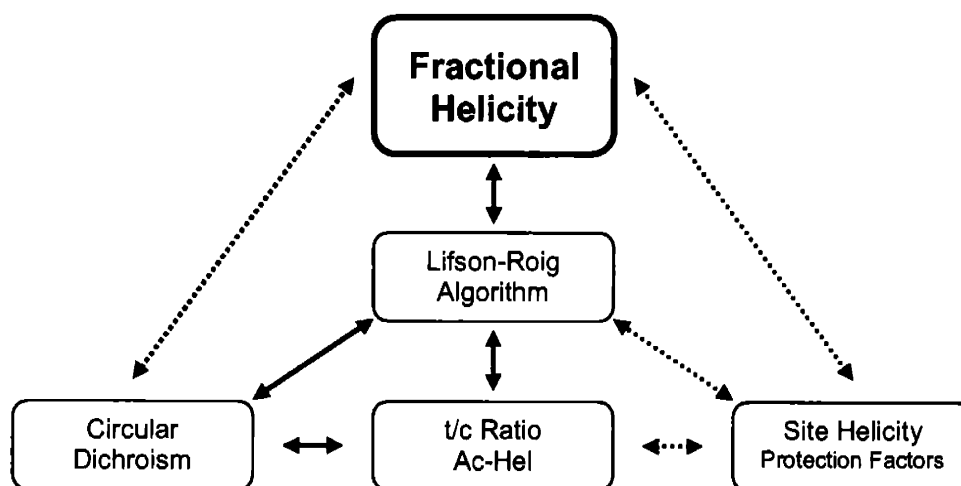 Fractional
Helicity
Lifson-Roig
Algorithm
Circular
Dichroism
t/c Ratio
Ac-Hel
Site Helicity
Protection Factors